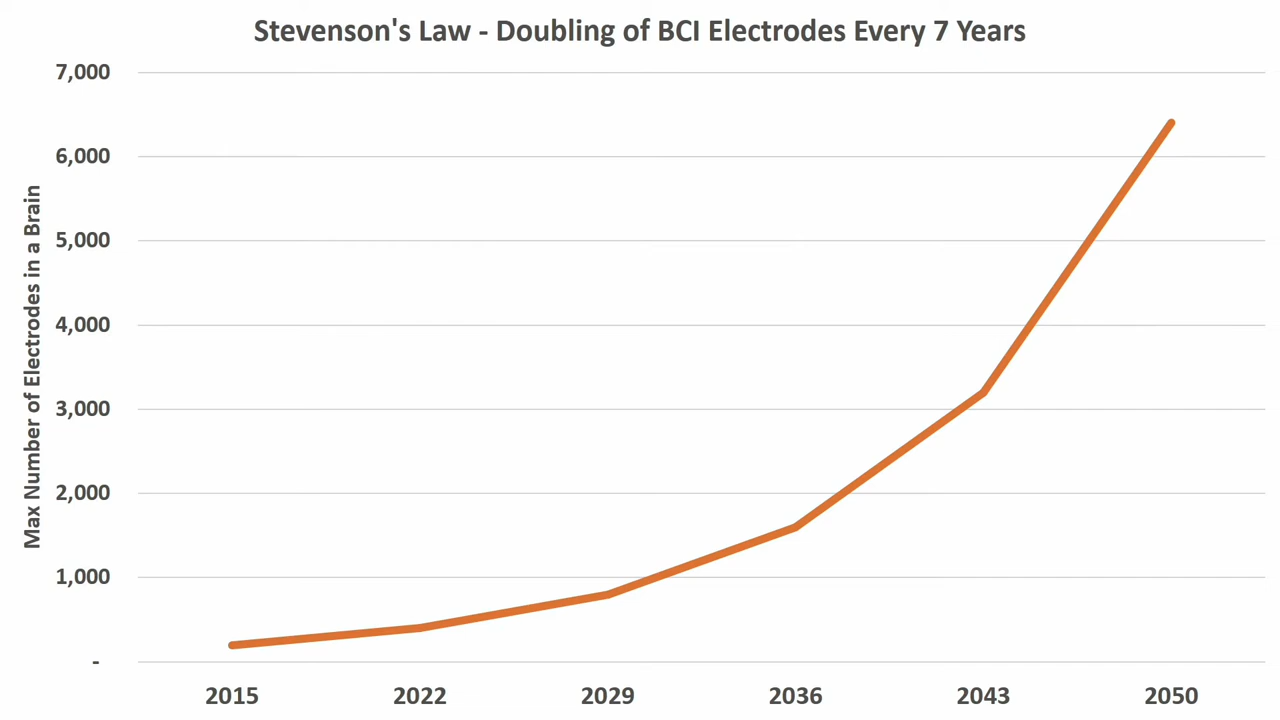 Stevenson's Law - Doubling of BCI Electrodes Every 7 Years
Max Number of Electrodes in a Brain
7,000
6,000
5,000
4,000
3,000
2,000
1,000
-
2015 2022 2029 2036 2043 2050